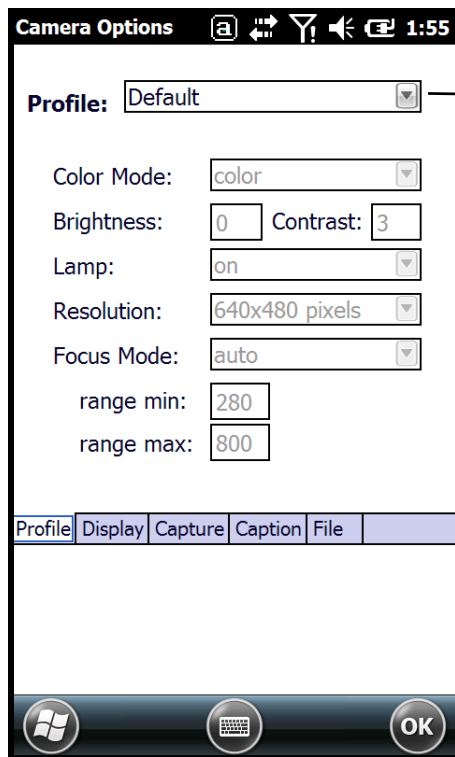 Camera Options a 1:55
Profile: Default
Color Mode: color
Brightness: 0 Contrast: 3
Lamp: on
Resolution: 640x480 pixels
Focus Mode: auto
range min: 280
range max: 800
Profile Display Capture Caption File
OK